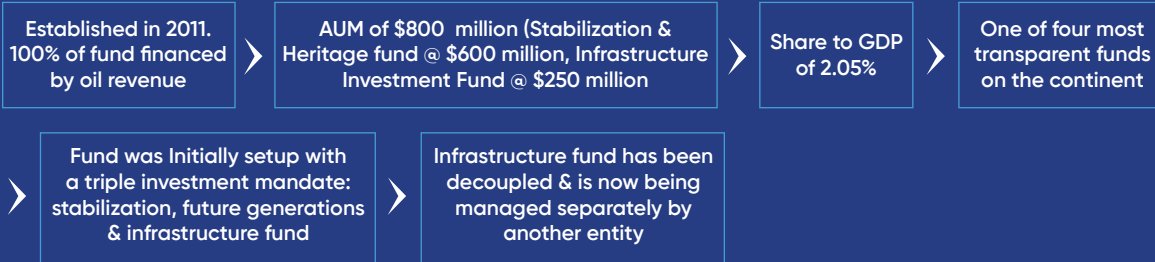 Established in 2011.
100% of fund financed
by oil revenue
AUM of $800 million (Stabilization &
Heritage fund @ $600 million, Infrastructure
Investment Fund @ $250 million
Share to GDP
of 2.05%
One of four most
transparent funds
on the continent
Fund was Initially setup with
a triple investment mandate:
stabilization, future generations
& infrastructure fund
Infrastructure fund has been
decoupled & is now being
managed separately by
another entity